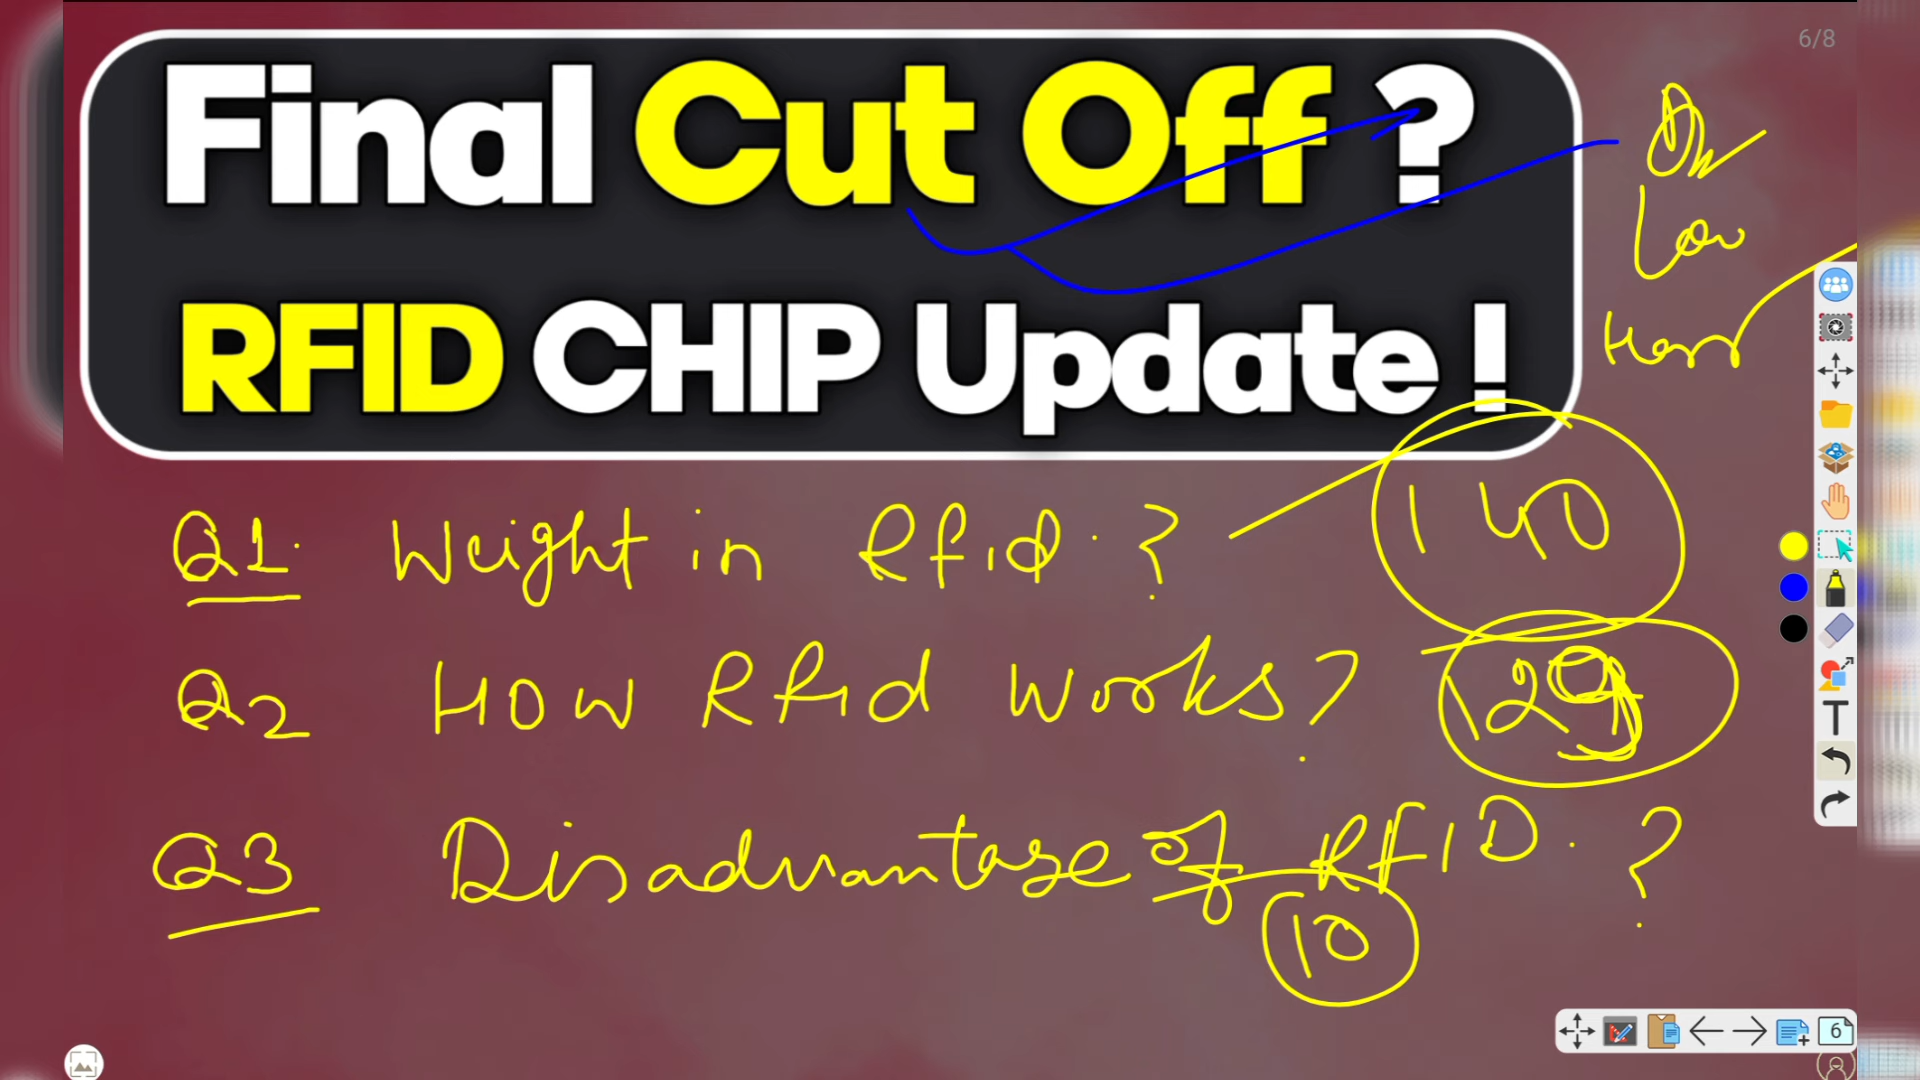 6/8
Final Cut Off ?
RFID CHIP Update !
Low
Q1. Weight in Rfid. ?
140
Q2 HOW Rfid works ?
129
Q3 Disadvantage of RFID. ?
10
T
6